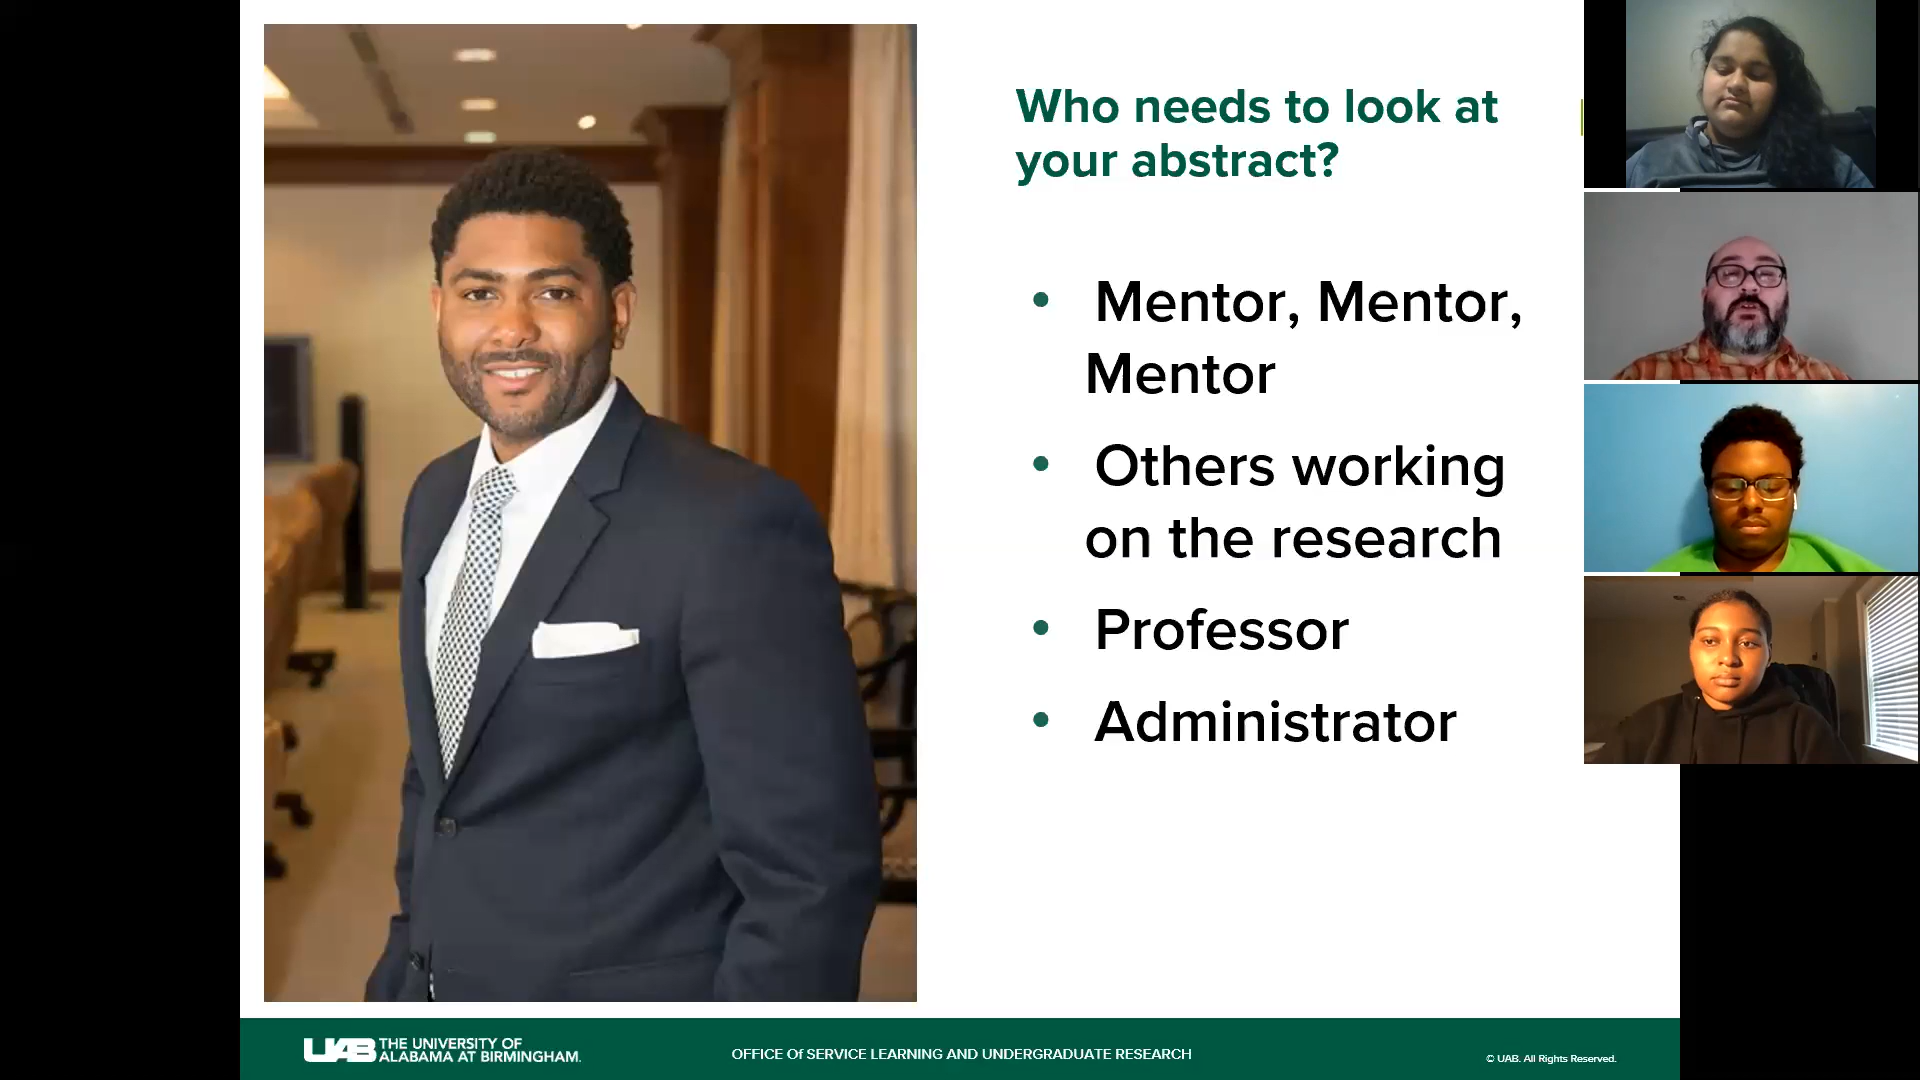 Who needs to look at
your abstract?
• Mentor, Mentor,
Mentor
• Others working
on the research
• Professor
• Administrator
UAB THE UNIVERSITY OF
ALABAMA AT BIRMINGHAM.
OFFICE Of SERVICE LEARNING AND UNDERGRADUATE RESEARCH
© UAB. All Rights Reserved.